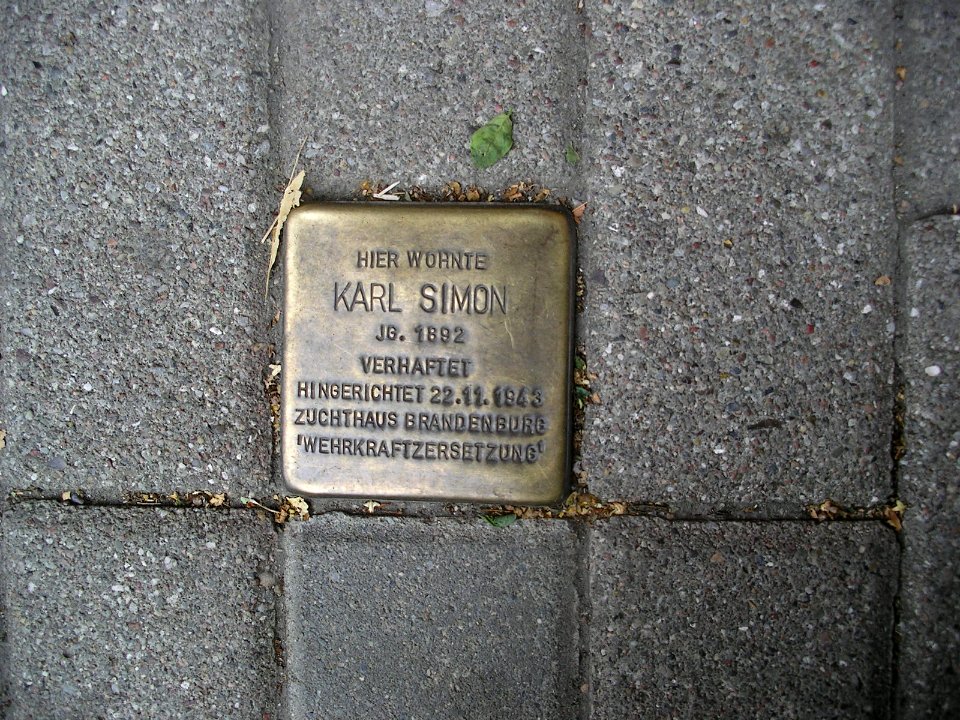 HIER WOHNTE
KARL SIMON
JG. 1892
VERHAFTET
HINGERICHTET 22.11.1943
ZUCHTHAUS BRANDENBURG
'WEHRKRAFTZERSETZUNG'